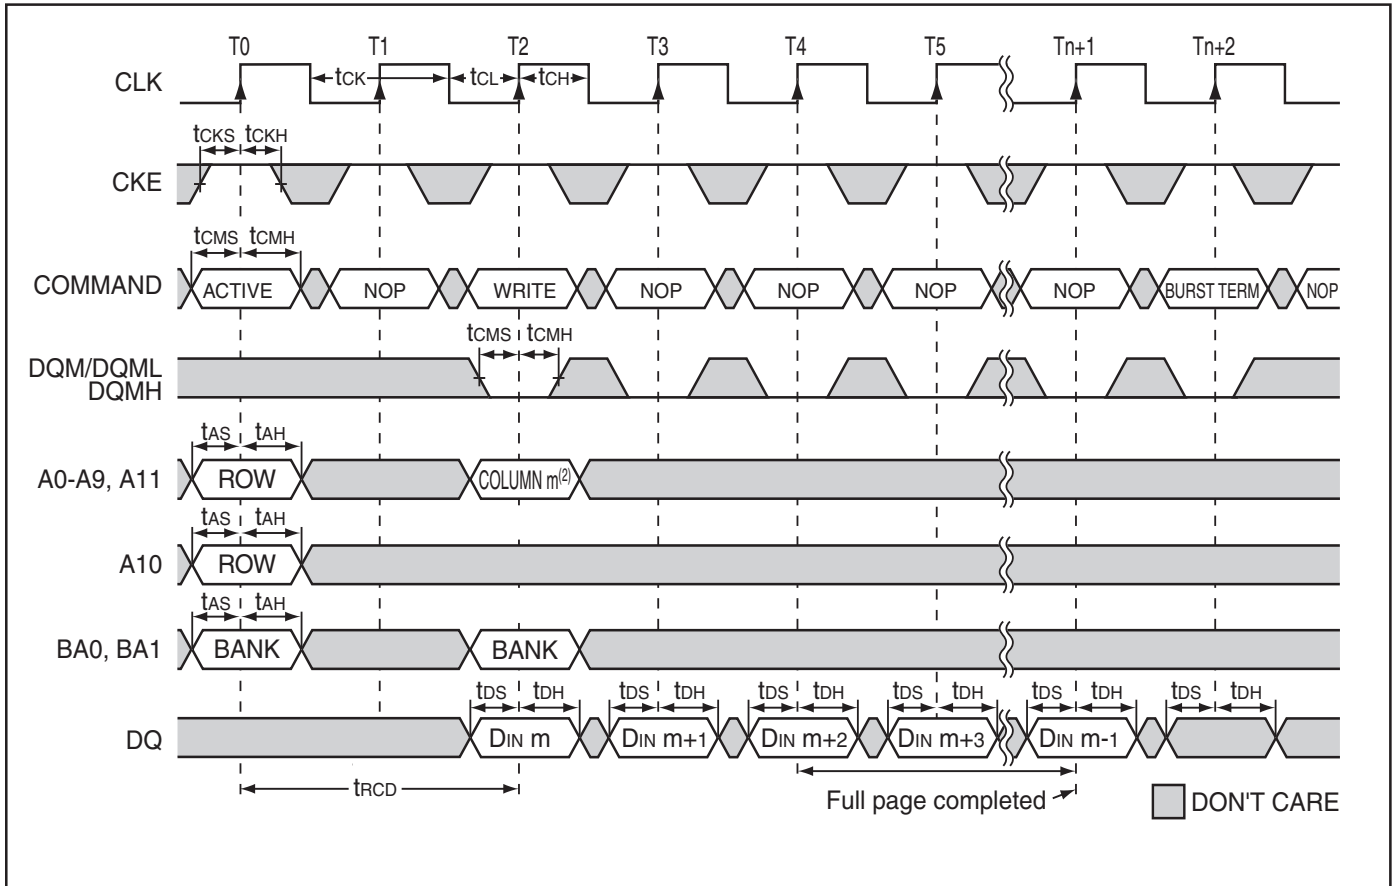 T0 T1 T2 T3 T4 T5 Tn+1 Tn+2
CLK tCK tCL tCH
tCKS tCKH
CKE
tCMS tCMH
COMMAND ACTIVE NOP WRITE NOP NOP NOP NOP BURST TERM NOP
tCMS tCMH
DQM/DQML
DQMH
tAS tAH
A0-A9, A11 ROW COLUMN m(2)
tAS tAH
A10 ROW
tAS tAH
BA0, BA1 BANK BANK
tDS tDH tDS tDH tDS tDH tDS tDH tDS tDH tDS tDH
DQ DIN m DIN m+1 DIN m+2 DIN m+3 DIN m-1
tRCD
Full page completed
DON'T CARE